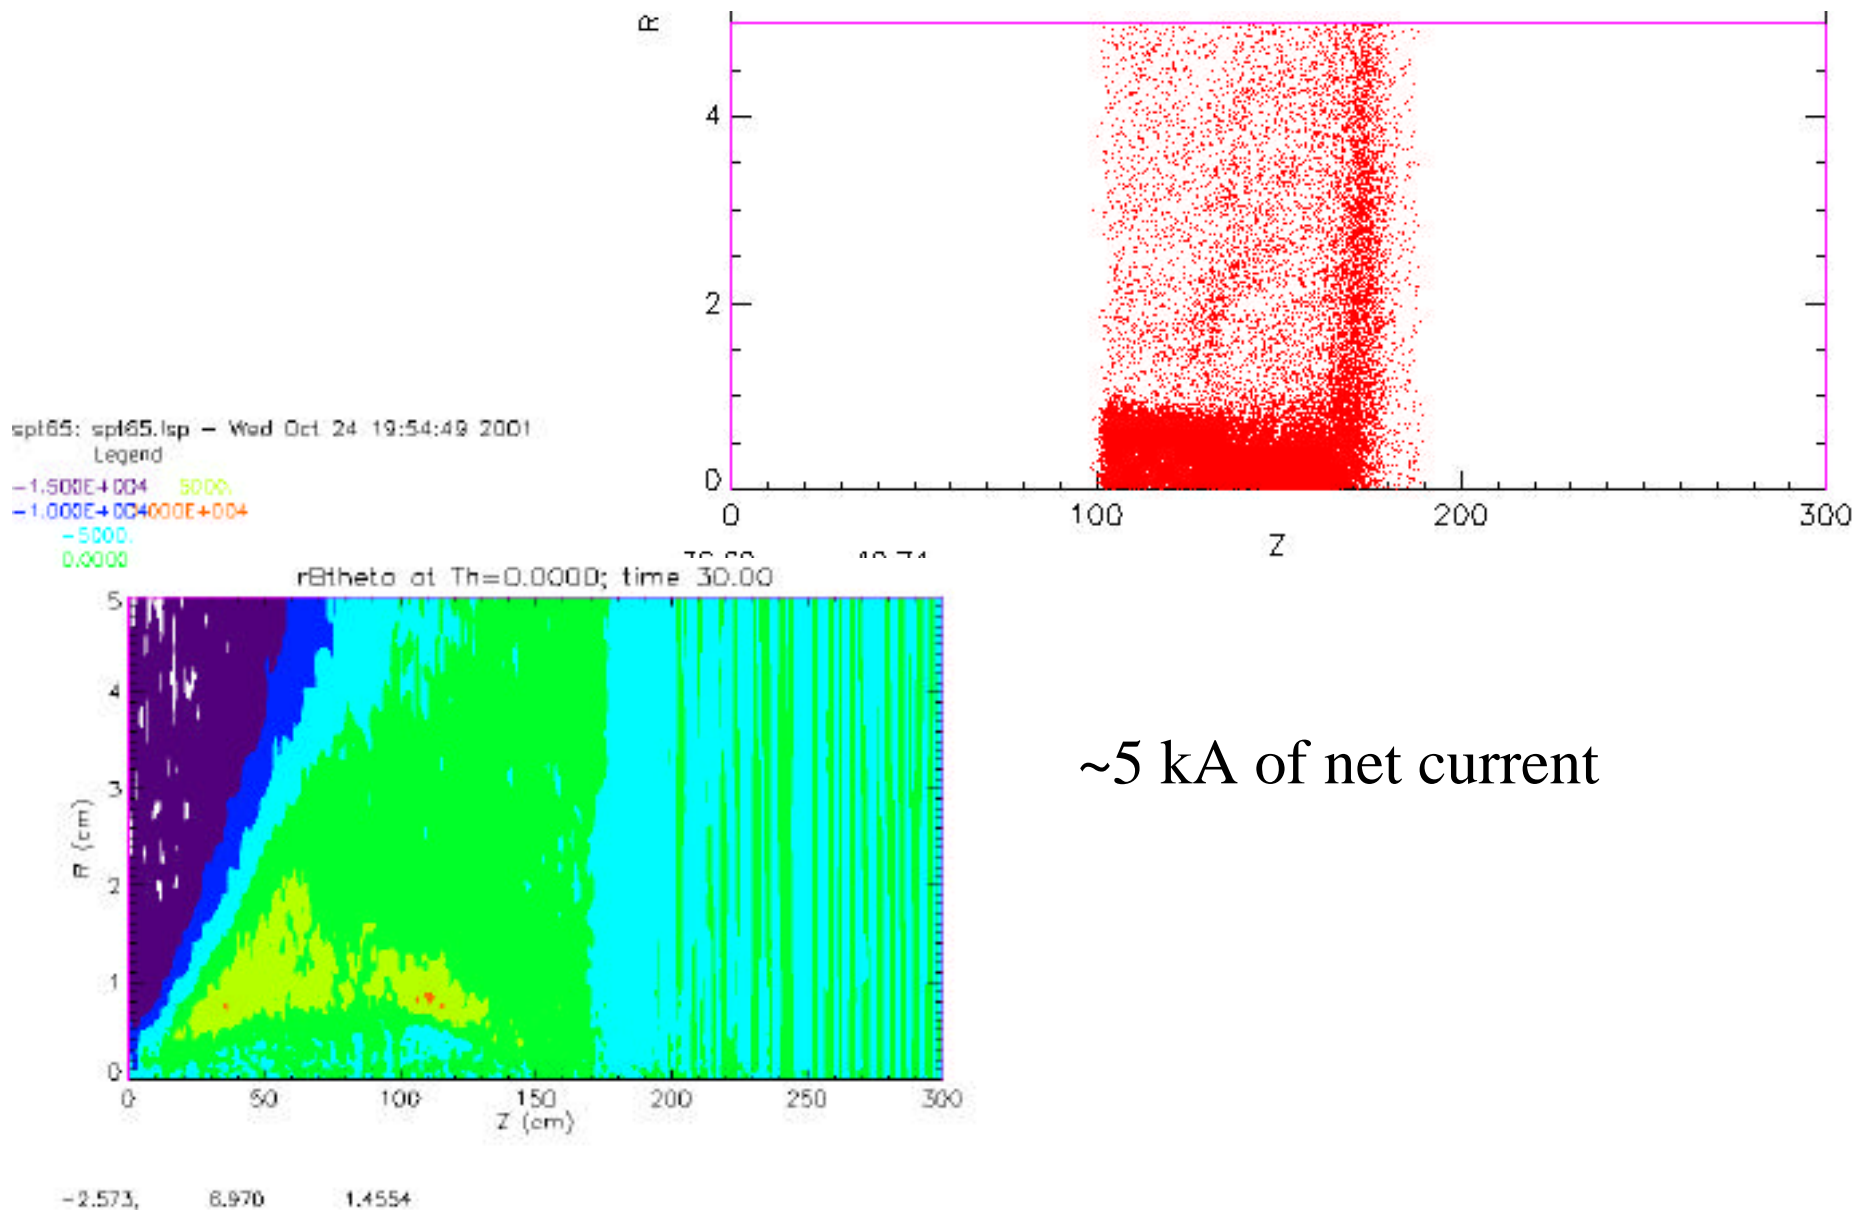 R
4
2
0
0 100 200 300
Z
spt65: spt65.lsp – Wed Oct 24 19:54:49 2001
Legend
-1.500E+004 5000.
-1.000E+004
-5000.
0.0000
rBtheta at Th=0.0000; time 30.00
5
4
3
2
1
0
R (cm)
0 50 100 150 200 250 300
Z (cm)
~5 kA of net current
-2.573, 6.970 1.4554